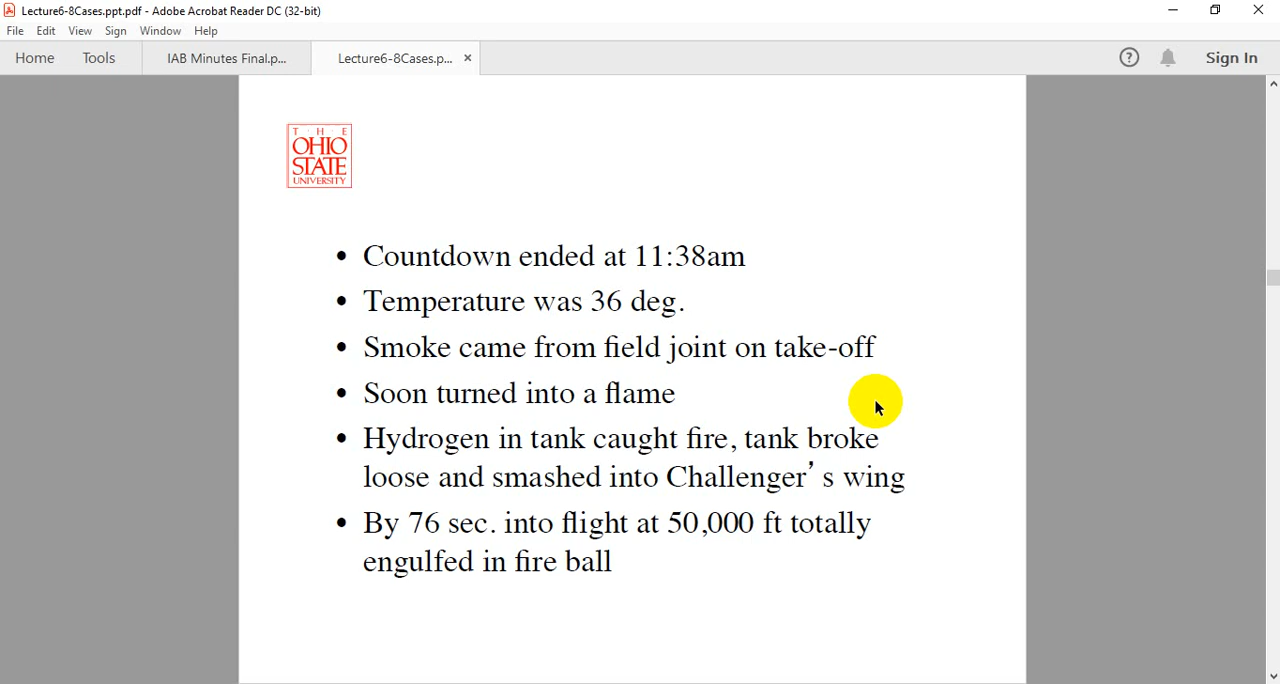 Lecture6-8Cases.ppt.pdf - Adobe Acrobat Reader DC (32-bit)
File Edit View Sign Window Help
Home Tools IAB Minutes Final.p... Lecture6-8Cases.p... × ? Sign In
T H E
OHIO
STATE
UNIVERSITY
• Countdown ended at 11:38am
• Temperature was 36 deg.
• Smoke came from field joint on take-off
• Soon turned into a flame
• Hydrogen in tank caught fire, tank broke
loose and smashed into Challenger’s wing
• By 76 sec. into flight at 50,000 ft totally
engulfed in fire ball